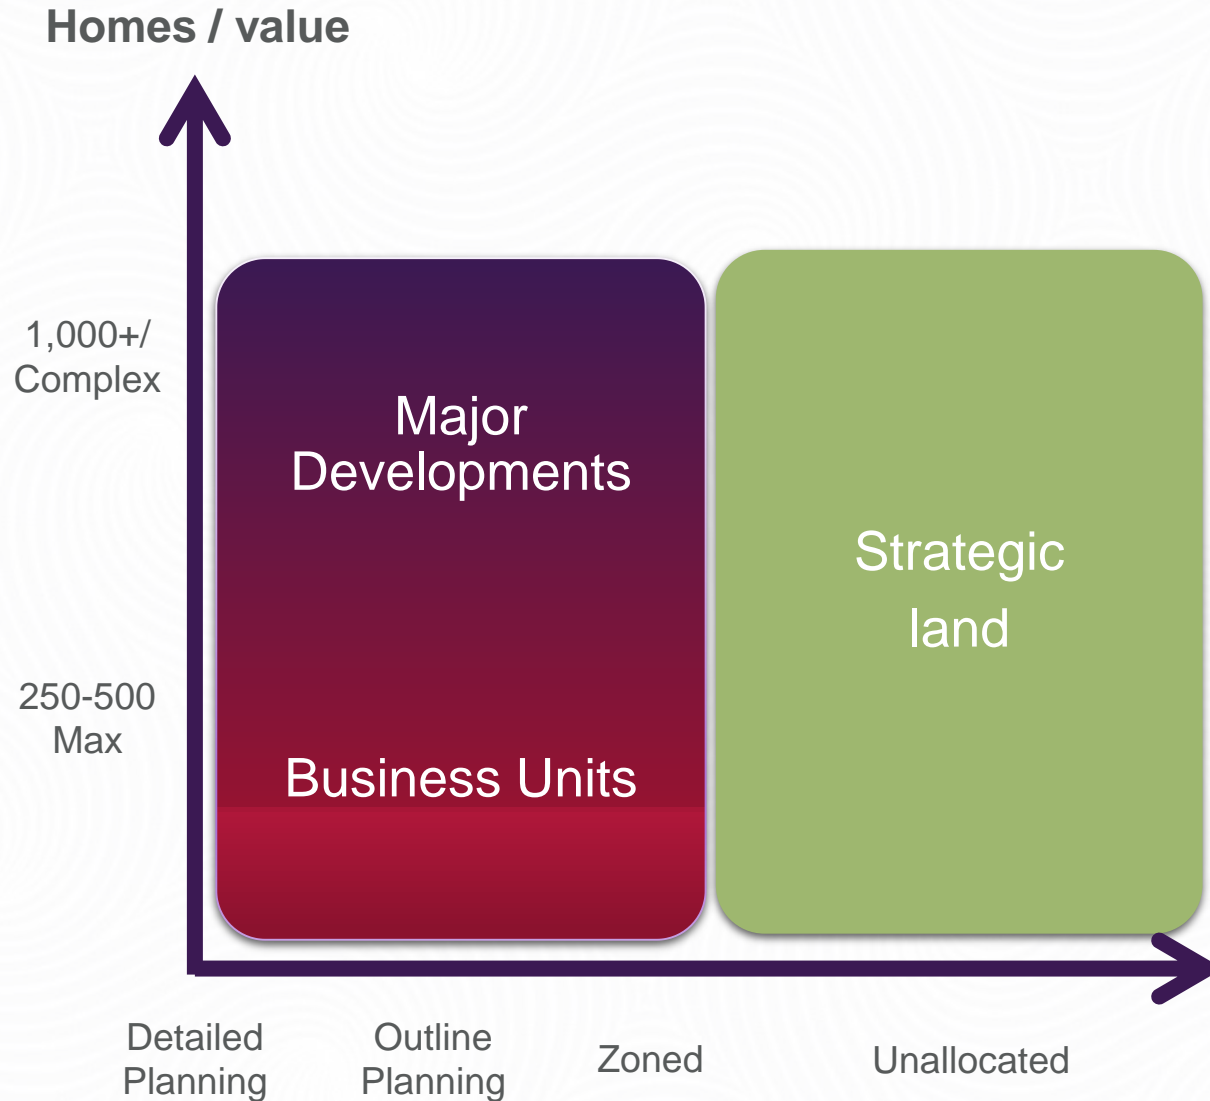 Homes / value
1,000+/
Complex
Major
Developments
Strategic
land
250-500
Max
Business Units
Detailed
Planning
Outline
Planning
Zoned
Unallocated